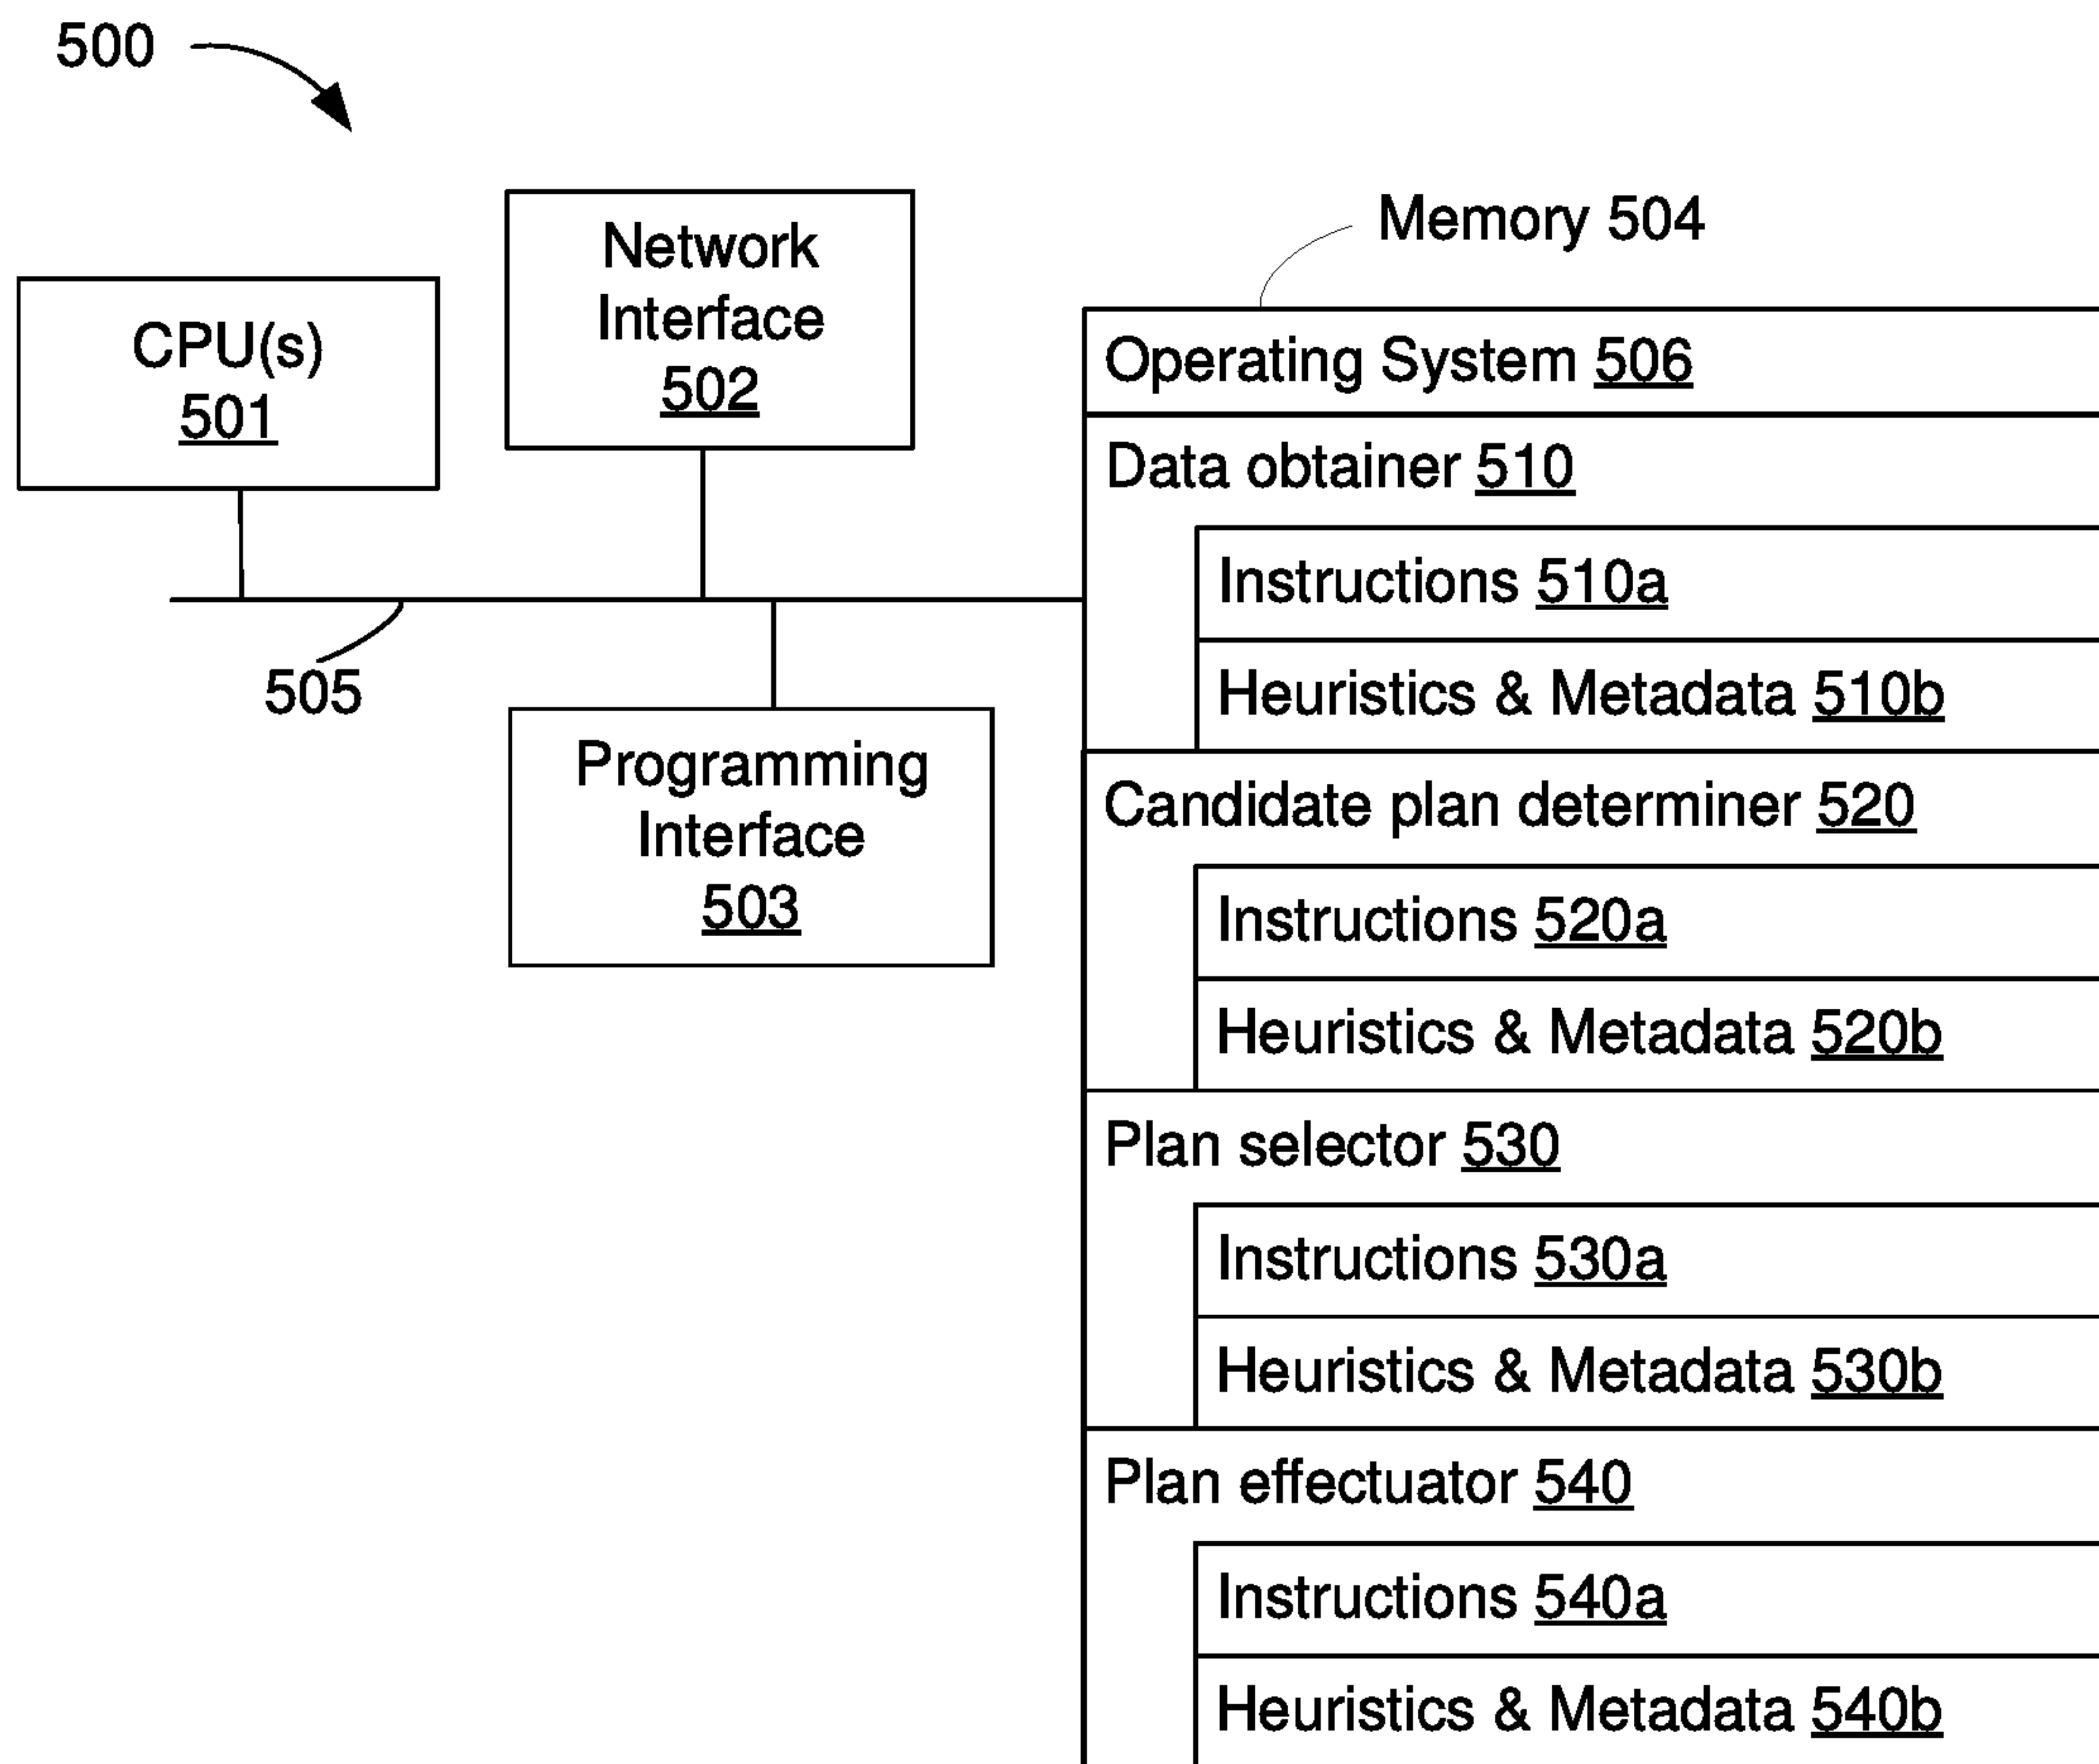 500
Memory 504
Network
Interface
502
CPU(s)
501
505
Programming
Interface
503
Operating System 506
Data obtainer 510
Instructions 510a
Heuristics & Metadata 510b
Candidate plan determiner 520
Instructions 520a
Heuristics & Metadata 520b
Plan selector 530
Instructions 530a
Heuristics & Metadata 530b
Plan effectuator 540
Instructions 540a
Heuristics & Metadata 540b